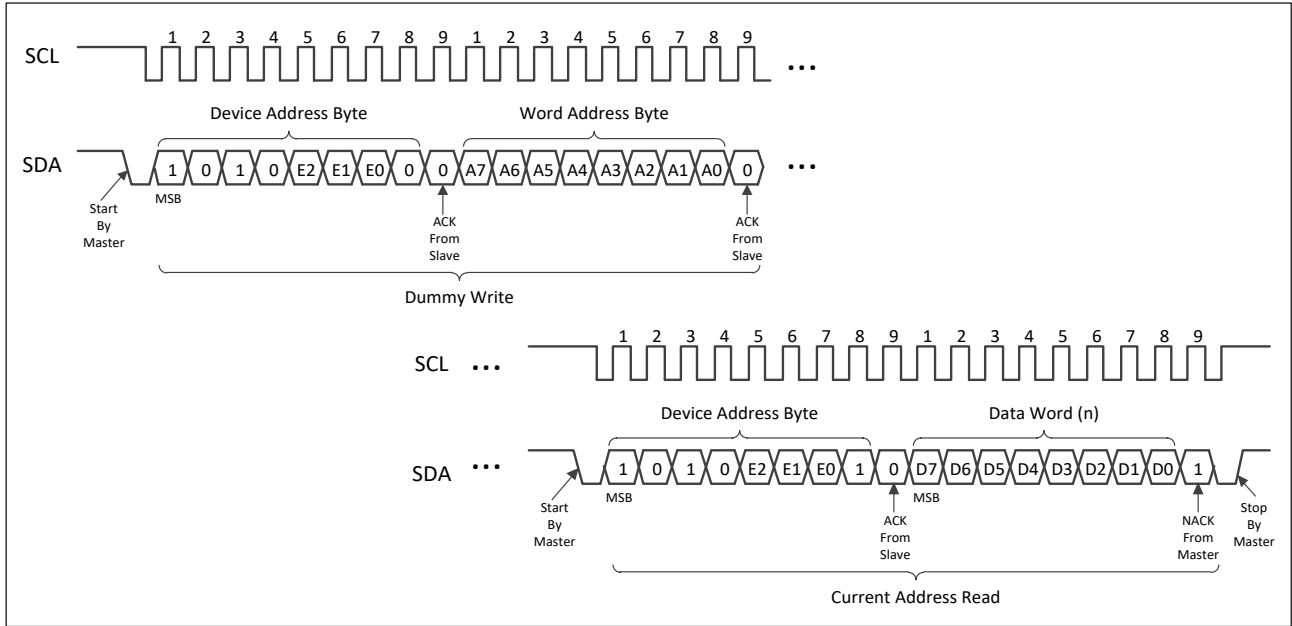 1 2 3 4 5 6 7 8 9 1 2 3 4 5 6 7 8 9
SCL ...
Device Address Byte Word Address Byte
SDA 1 0 1 0 E2 E1 E0 0 0 A7 A6 A5 A4 A3 A2 A1 A0 0 ...
MSB
Start
By
Master
ACK
From
Slave
ACK
From
Slave
Dummy Write
1 2 3 4 5 6 7 8 9 1 2 3 4 5 6 7 8 9
SCL ...
Device Address Byte Data Word (n)
SDA ... 1 0 1 0 E2 E1 E0 1 0 D7 D6 D5 D4 D3 D2 D1 D0 1
MSB MSB
Start
By
Master
ACK
From
Slave
NACK
From
Master
Stop
By
Master
Current Address Read